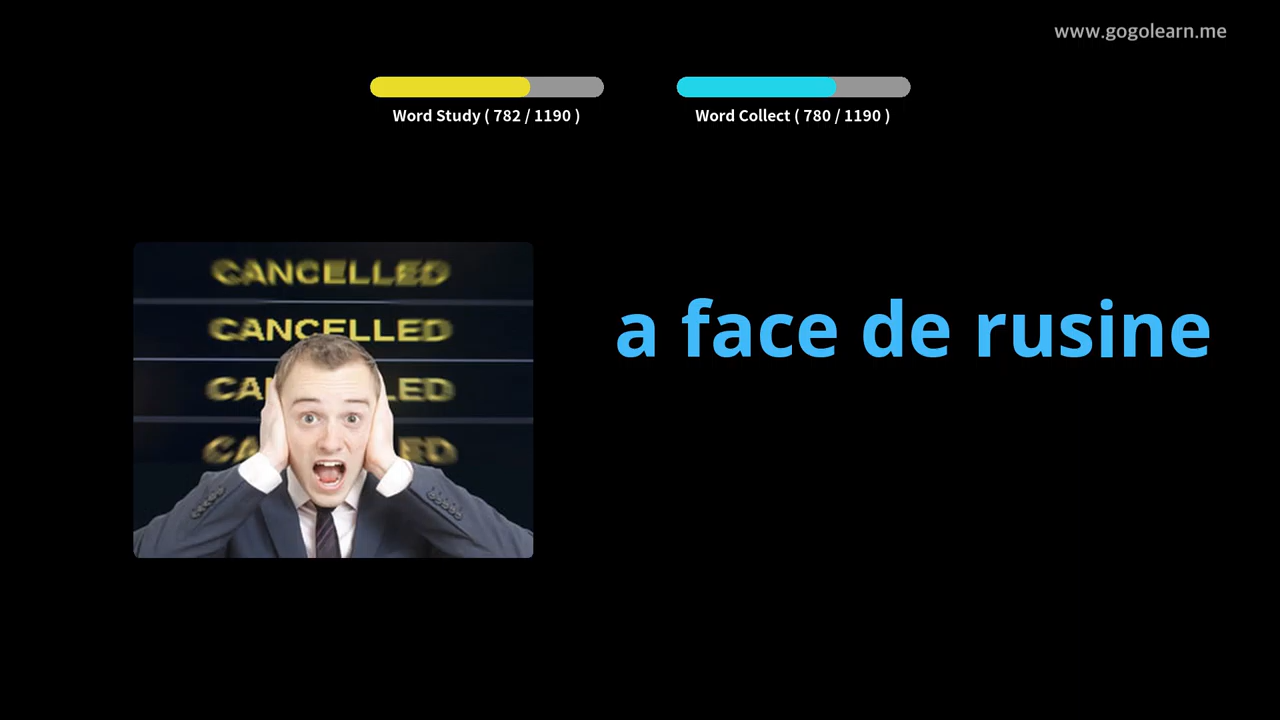 www.gogolearn.me
Word Study ( 782 / 1190 )
Word Collect ( 780 / 1190 )
CANCELLED
CANCELLED
a face de rusine